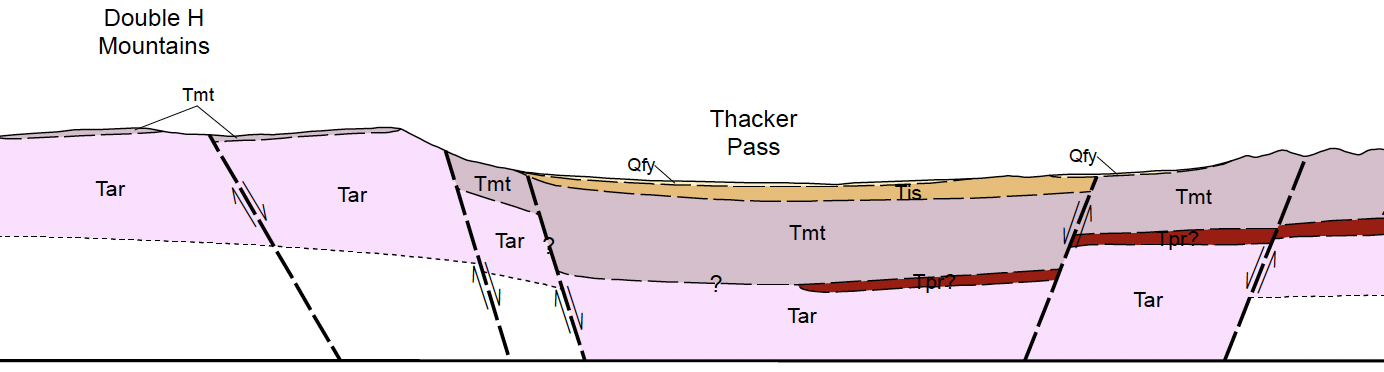 Double H
Mountains
Tmt
Thacker
Pass
Qfy
Qfy
Tar
Tar
Tmt
Tis
Tmt
Tar
?
Tmt
Tpr?
?
Tpr?
Tar
Tar